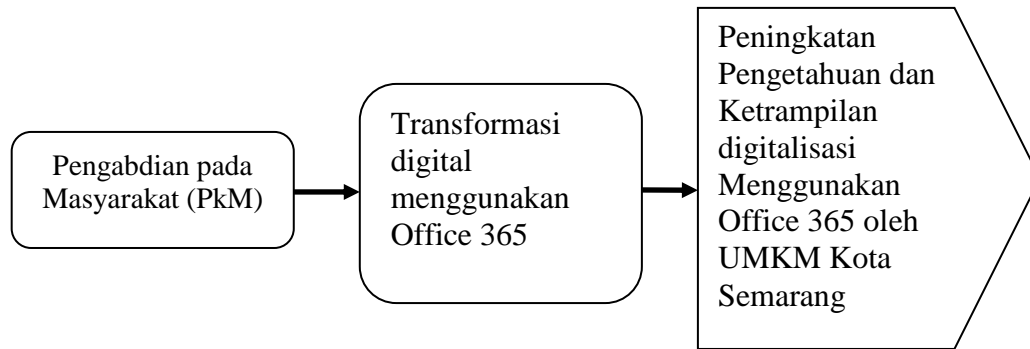 Pengabdian pada
Masyarakat (PkM)
Transformasi
digital
menggunakan
Office 365
Peningkatan
Pengetahuan dan
Ketrampilan
digitalisasi
Menggunakan
Office 365 oleh
UMKM Kota
Semarang